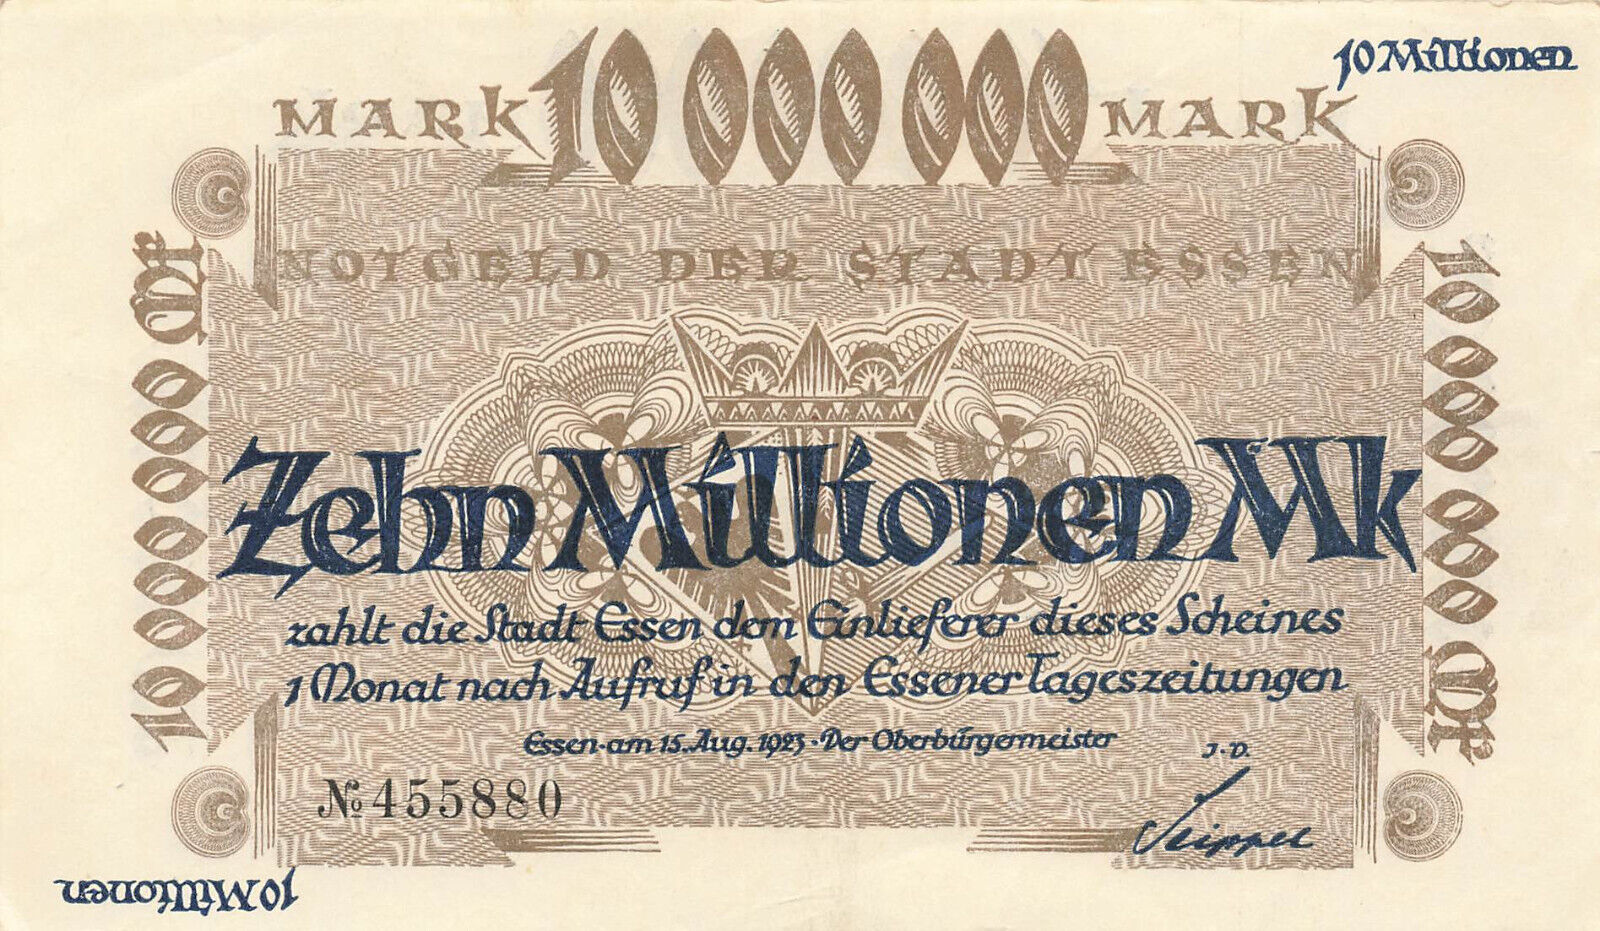 10 Millionen
MARK 10 000 000 MARK
NOTGELD DER STADT ESSEN
10 000 000 M
10 000 000 M
Zehn Millionen Mk
zahlt die Stadt Essen dem Einlieferer dieses Scheines
1 Monat nach Aufruf in den Essener Tageszeitungen
Essen · am 15. Aug. 1923 · Der Oberbürgermeister
J. D.
№ 455880
10 Millionen